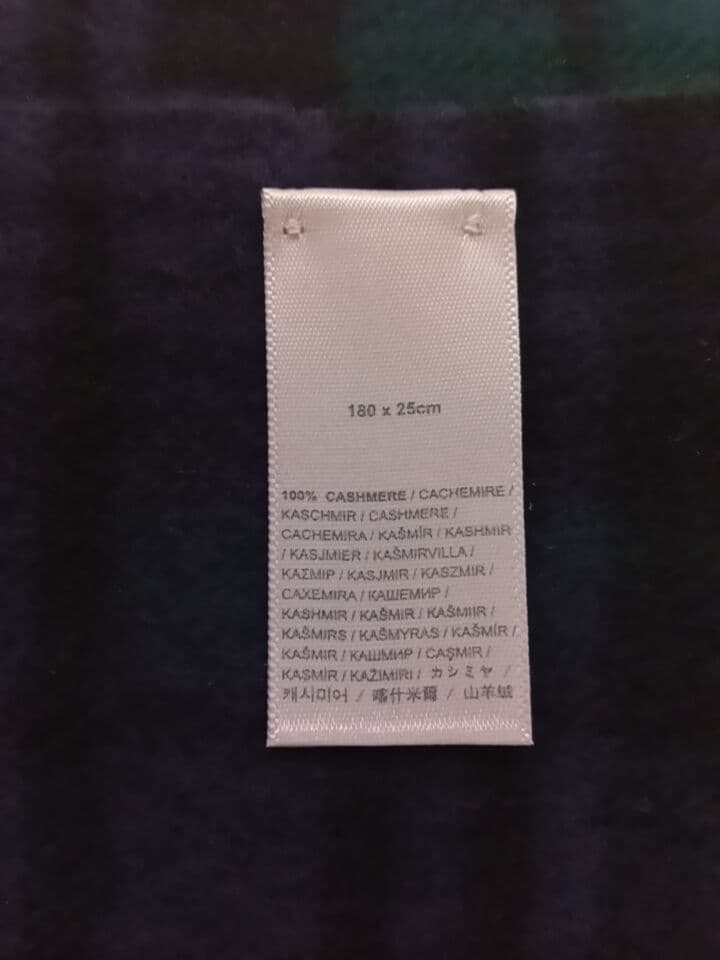 180 x 25cm
100% CASHMERE / CACHEMIRE /
KASCHMIR / CASHMERE /
CACHEMIRA / KAŠMÍR / KASHMIR
/ KASJMIER / KAŠMIRVILLA /
ΚΑΣΜΙΡ / KASJMIR / KASZMIR /
CAXEMIRA / КАШЕМИР /
KASHMIR / KAŠMIR / KAŠMIIR /
KAŠMIRS / KAŠMYRAS / KAŠMÍR /
KAŠMIR / КАШМИР / CAŞMIR /
KAŞMİR / KAŻIMIRI / カシミヤ /
캐시미어 / 喀什米爾 / 山羊絨